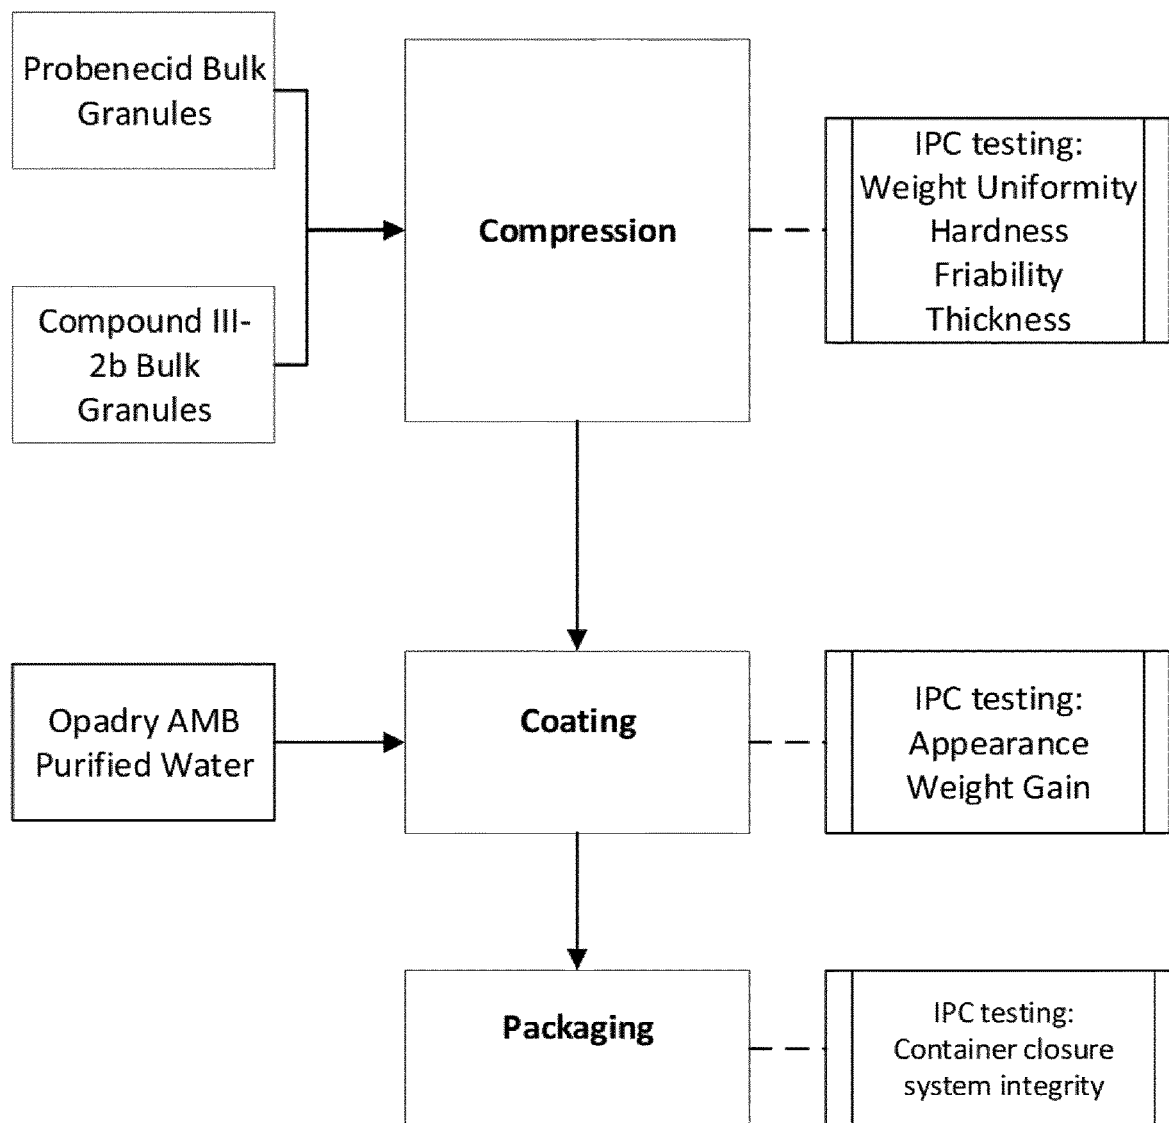 Probenecid Bulk
Granules
Compound III-
2b Bulk
Granules
Compression
IPC testing:
Weight Uniformity
Hardness
Friability
Thickness
Opadry AMB
Purified Water
Coating
IPC testing:
Appearance
Weight Gain
Packaging
IPC testing:
Container closure
system integrity